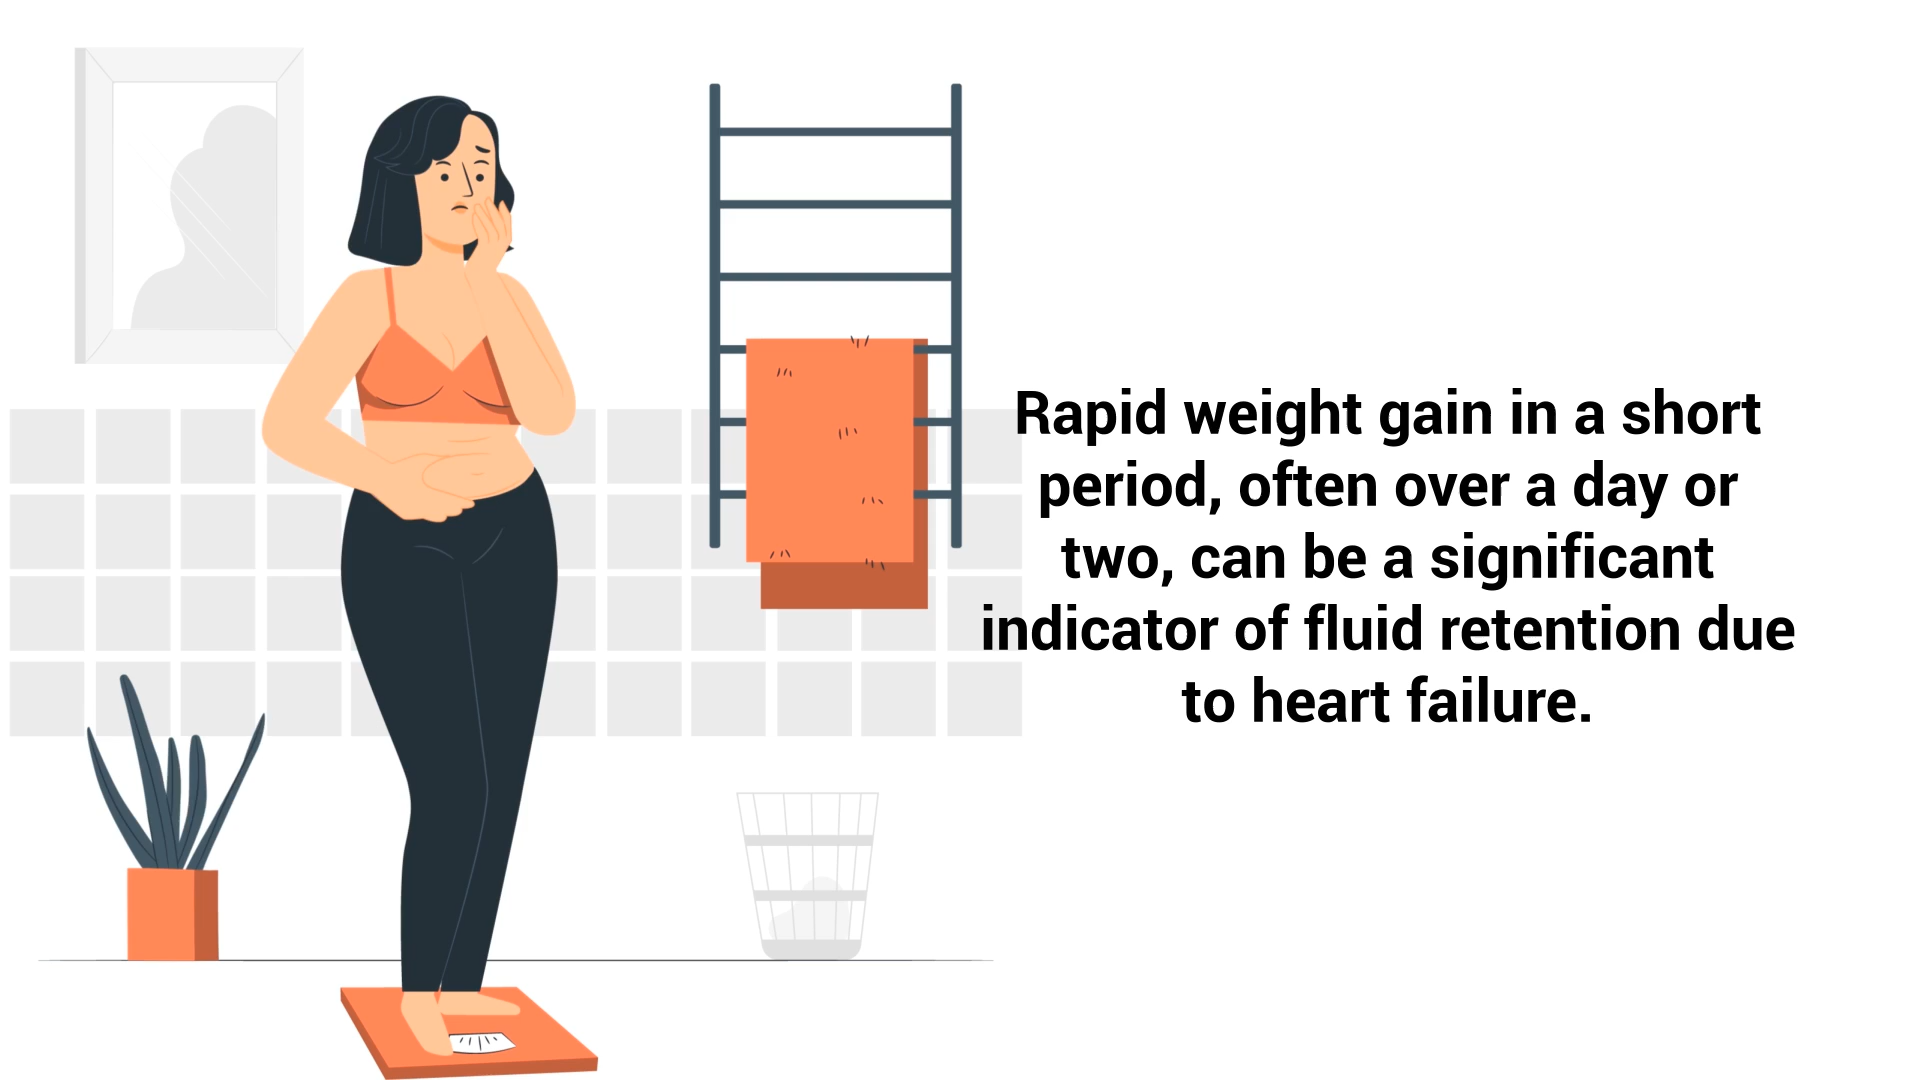 Rapid weight gain in a short
period, often over a day or
two, can be a significant
indicator of fluid retention due
to heart failure.